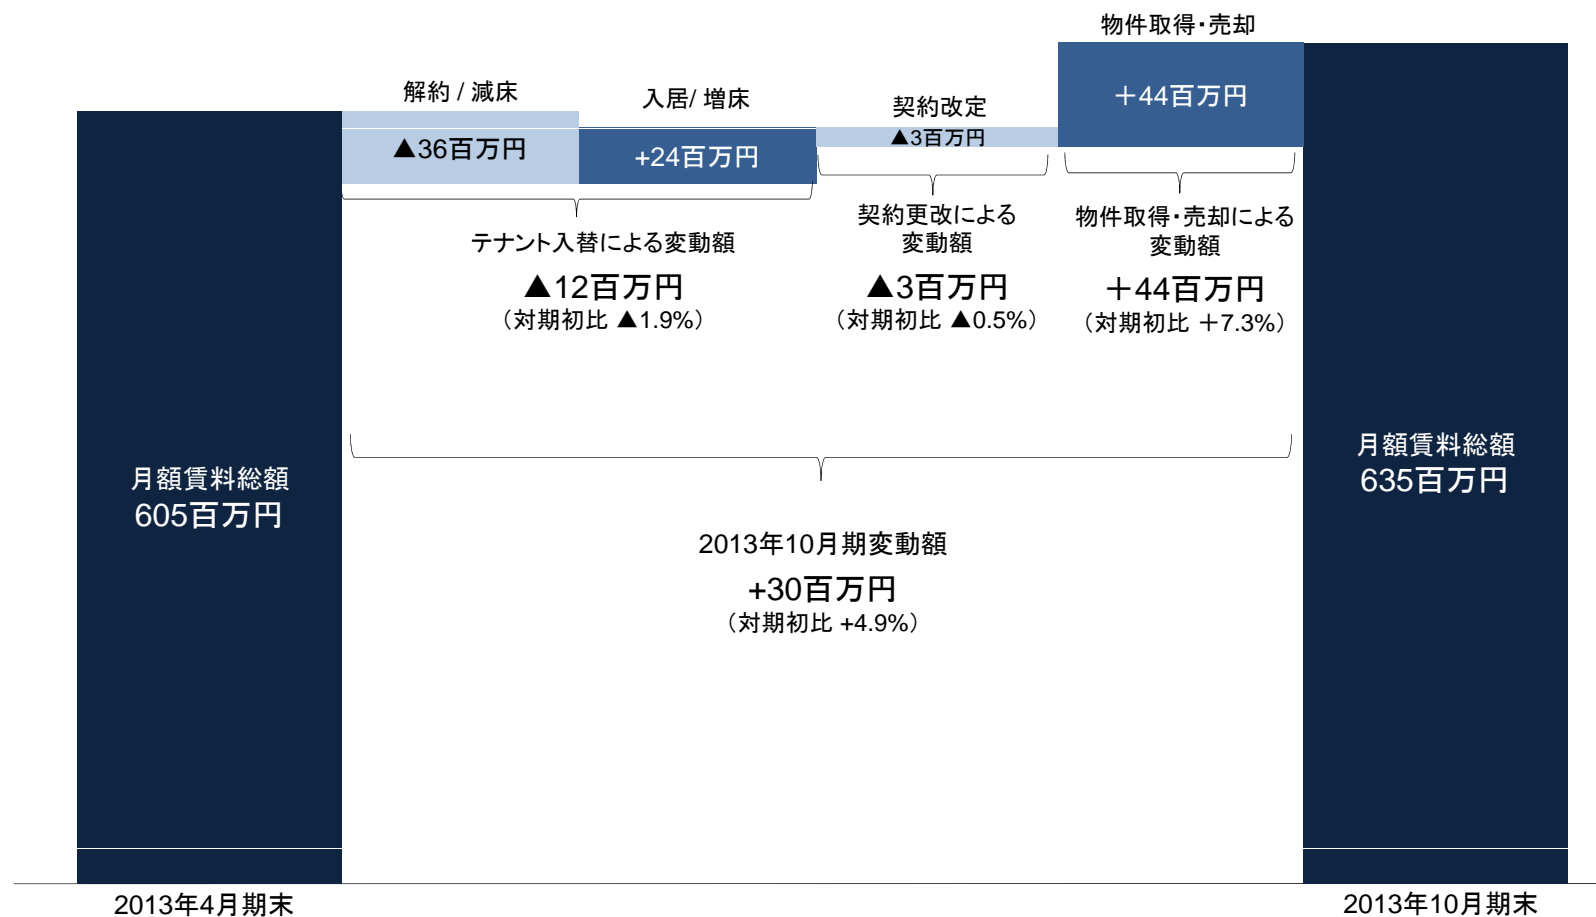 物件取得・売却
解約 / 減床
入居/ 増床
契約改定
＋44百万円
▲36百万円
+24百万円
▲3百万円
テナント入替による変動額
▲12百万円
（対期初比 ▲1.9%）
契約更改による
変動額
▲3百万円
（対期初比 ▲0.5%）
物件取得・売却による
変動額
＋44百万円
（対期初比 ＋7.3%）
月額賃料総額
605百万円
月額賃料総額
635百万円
2013年10月期変動額
+30百万円
（対期初比 +4.9%）
2013年4月期末
2013年10月期末